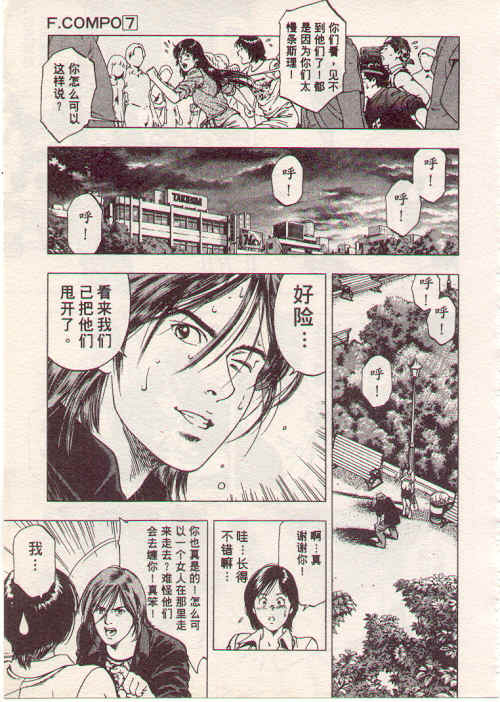 F.COMPO 7
你们看，见不
到他们了！都
是因为你们太
慢条斯理！
你怎么可以
这样说？
呼！
呼！
呼！
呼！
TAKEDA
呼！
呼！
呼！
好险…
看来我们
已把他们
甩开了。
啊…真
谢谢你！
哇…长得
不错嘛…
你也真是的！怎么可
以一个女人在那里走
来走去？难怪他们
会去缠你！真笨！
我…